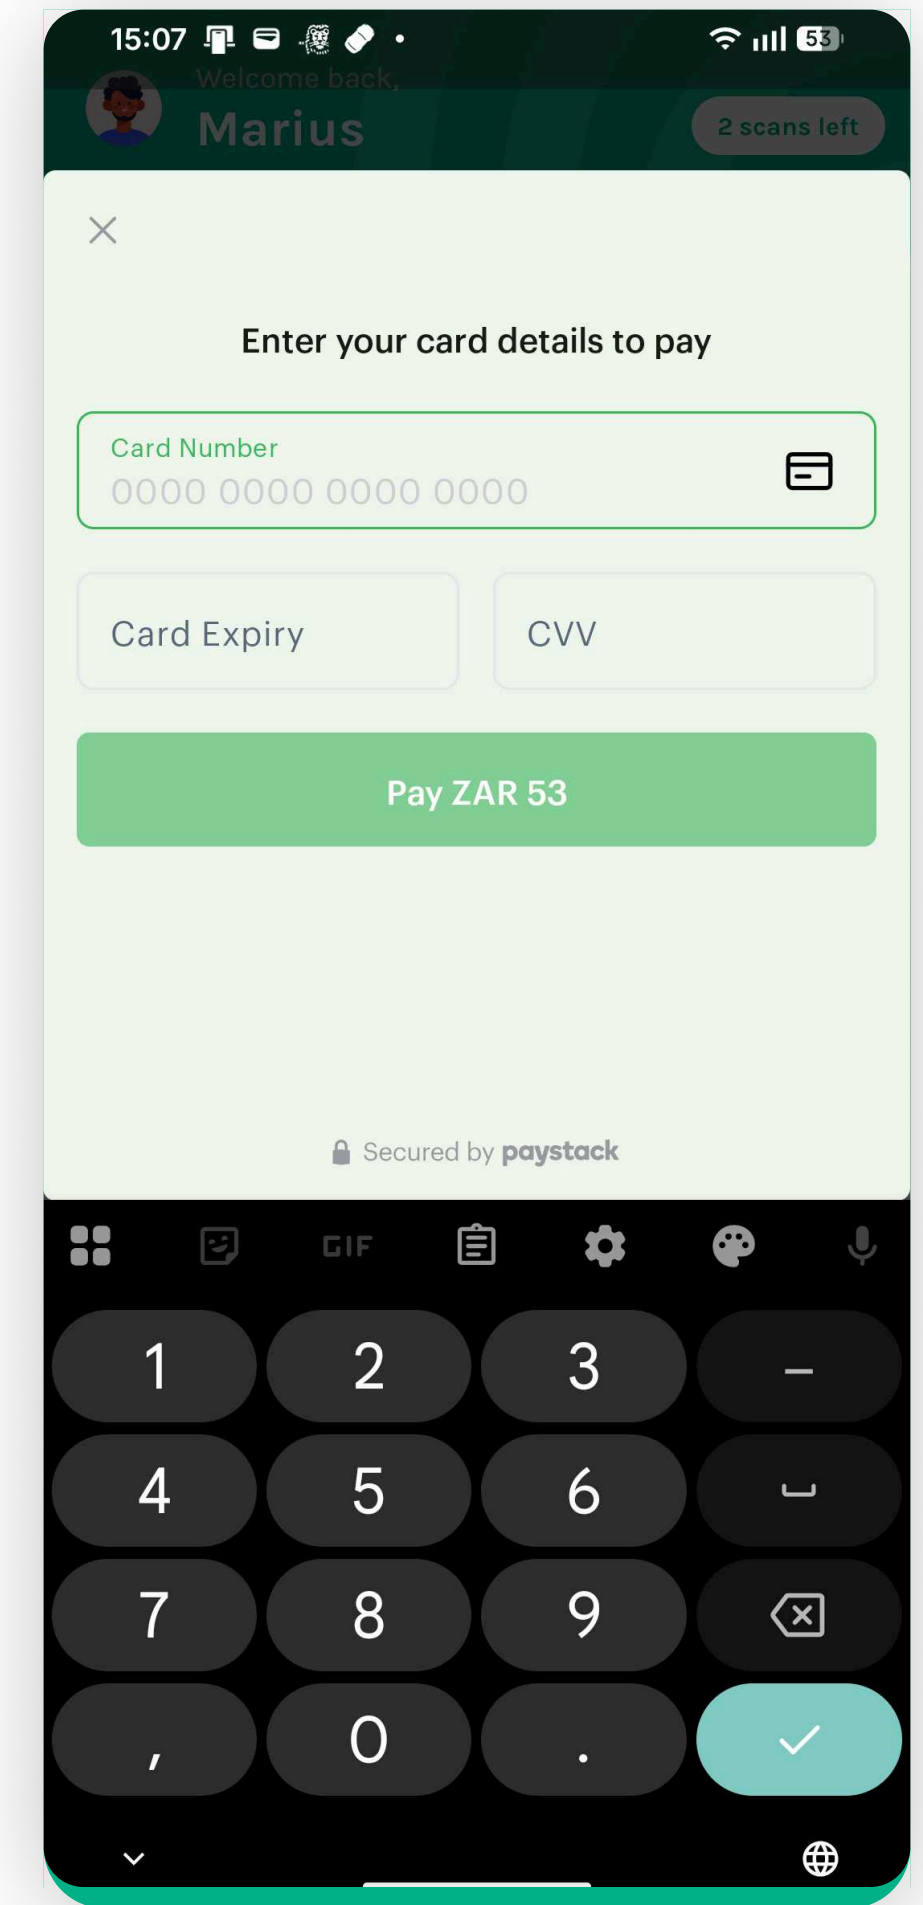 15:07
53
Welcome back,
Marius
2 scans left
Enter your card details to pay
Card Number
0000 0000 0000 0000
Card Expiry
CVV
Pay ZAR 53
Secured by paystack
GIF
1 2 3 –
4 5 6
7 8 9
, 0 .